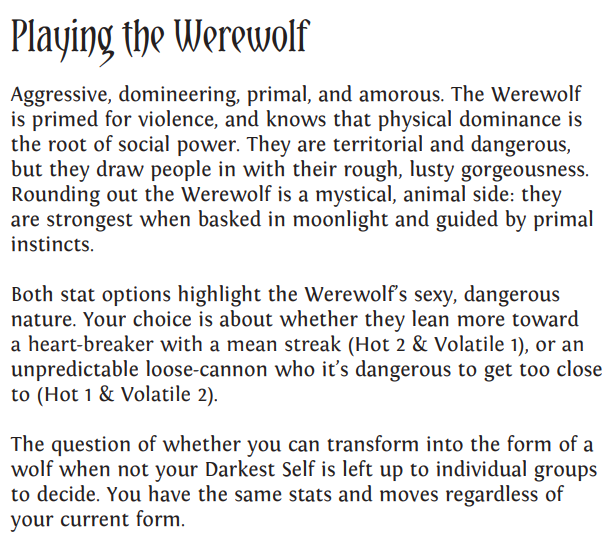 Playing the Werewolf
Aggressive, domineering, primal, and amorous. The Werewolf
is primed for violence, and knows that physical dominance is
the root of social power. They are territorial and dangerous,
but they draw people in with their rough, lusty gorgeousness.
Rounding out the Werewolf is a mystical, animal side: they
are strongest when basked in moonlight and guided by primal
instincts.
Both stat options highlight the Werewolf's sexy, dangerous
nature. Your choice is about whether they lean more toward
a heart-breaker with a mean streak (Hot 2 & Volatile 1), or an
unpredictable loose-cannon who it's dangerous to get too close
to (Hot 1 & Volatile 2).
The question of whether you can transform into the form of a
wolf when not your Darkest Self is left up to individual groups
to decide. You have the same stats and moves regardless of
your current form.